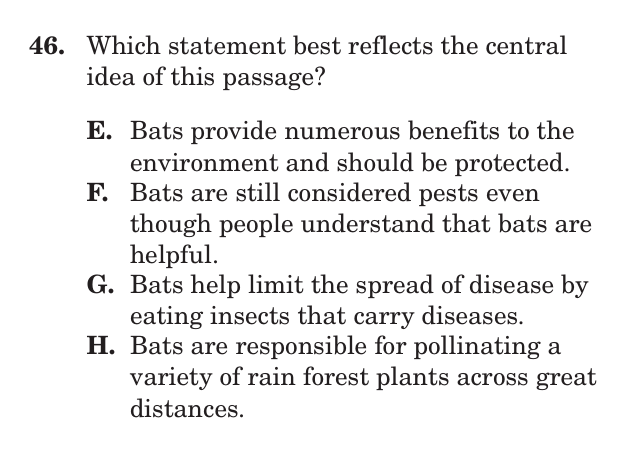 46. Which statement best reflects the central
idea of this passage?
E. Bats provide numerous benefits to the
environment and should be protected.
F. Bats are still considered pests even
though people understand that bats are
helpful.
G. Bats help limit the spread of disease by
eating insects that carry diseases.
H. Bats are responsible for pollinating a
variety of rain forest plants across great
distances.